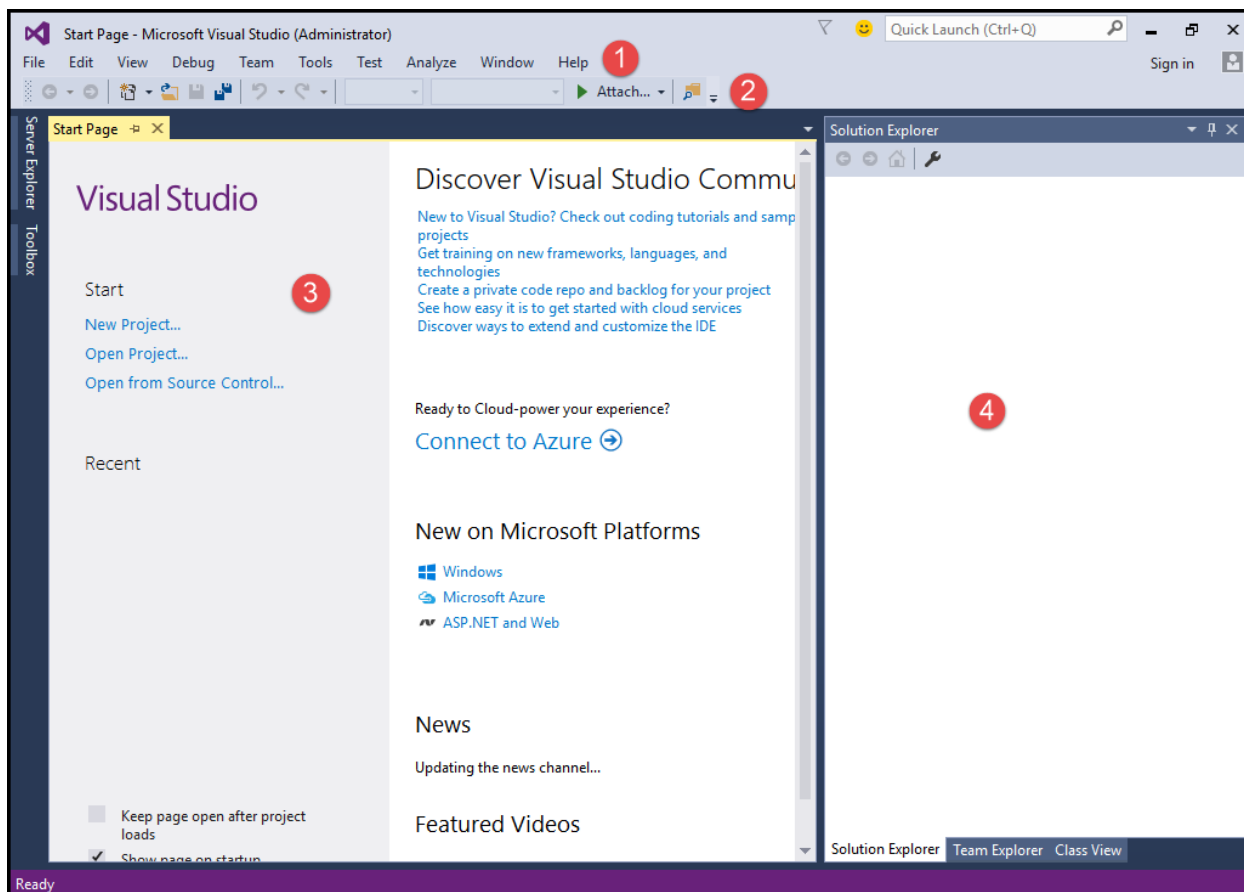 Start Page - Microsoft Visual Studio (Administrator)
Quick Launch (Ctrl+Q)
File Edit View Debug Team Tools Test Analyze Window Help
1
Sign in
Attach...
2
Server Explorer
Toolbox
Start Page
Visual Studio
Start
3
New Project...
Open Project...
Open from Source Control...
Recent
Keep page open after project
loads
Show page on startup
Discover Visual Studio Commu
New to Visual Studio? Check out coding tutorials and samp
projects
Get training on new frameworks, languages, and
technologies
Create a private code repo and backlog for your project
See how easy it is to get started with cloud services
Discover ways to extend and customize the IDE
Ready to Cloud-power your experience?
Connect to Azure
New on Microsoft Platforms
Windows
Microsoft Azure
ASP.NET and Web
News
Updating the news channel...
Featured Videos
Solution Explorer
4
Solution Explorer Team Explorer Class View
Ready